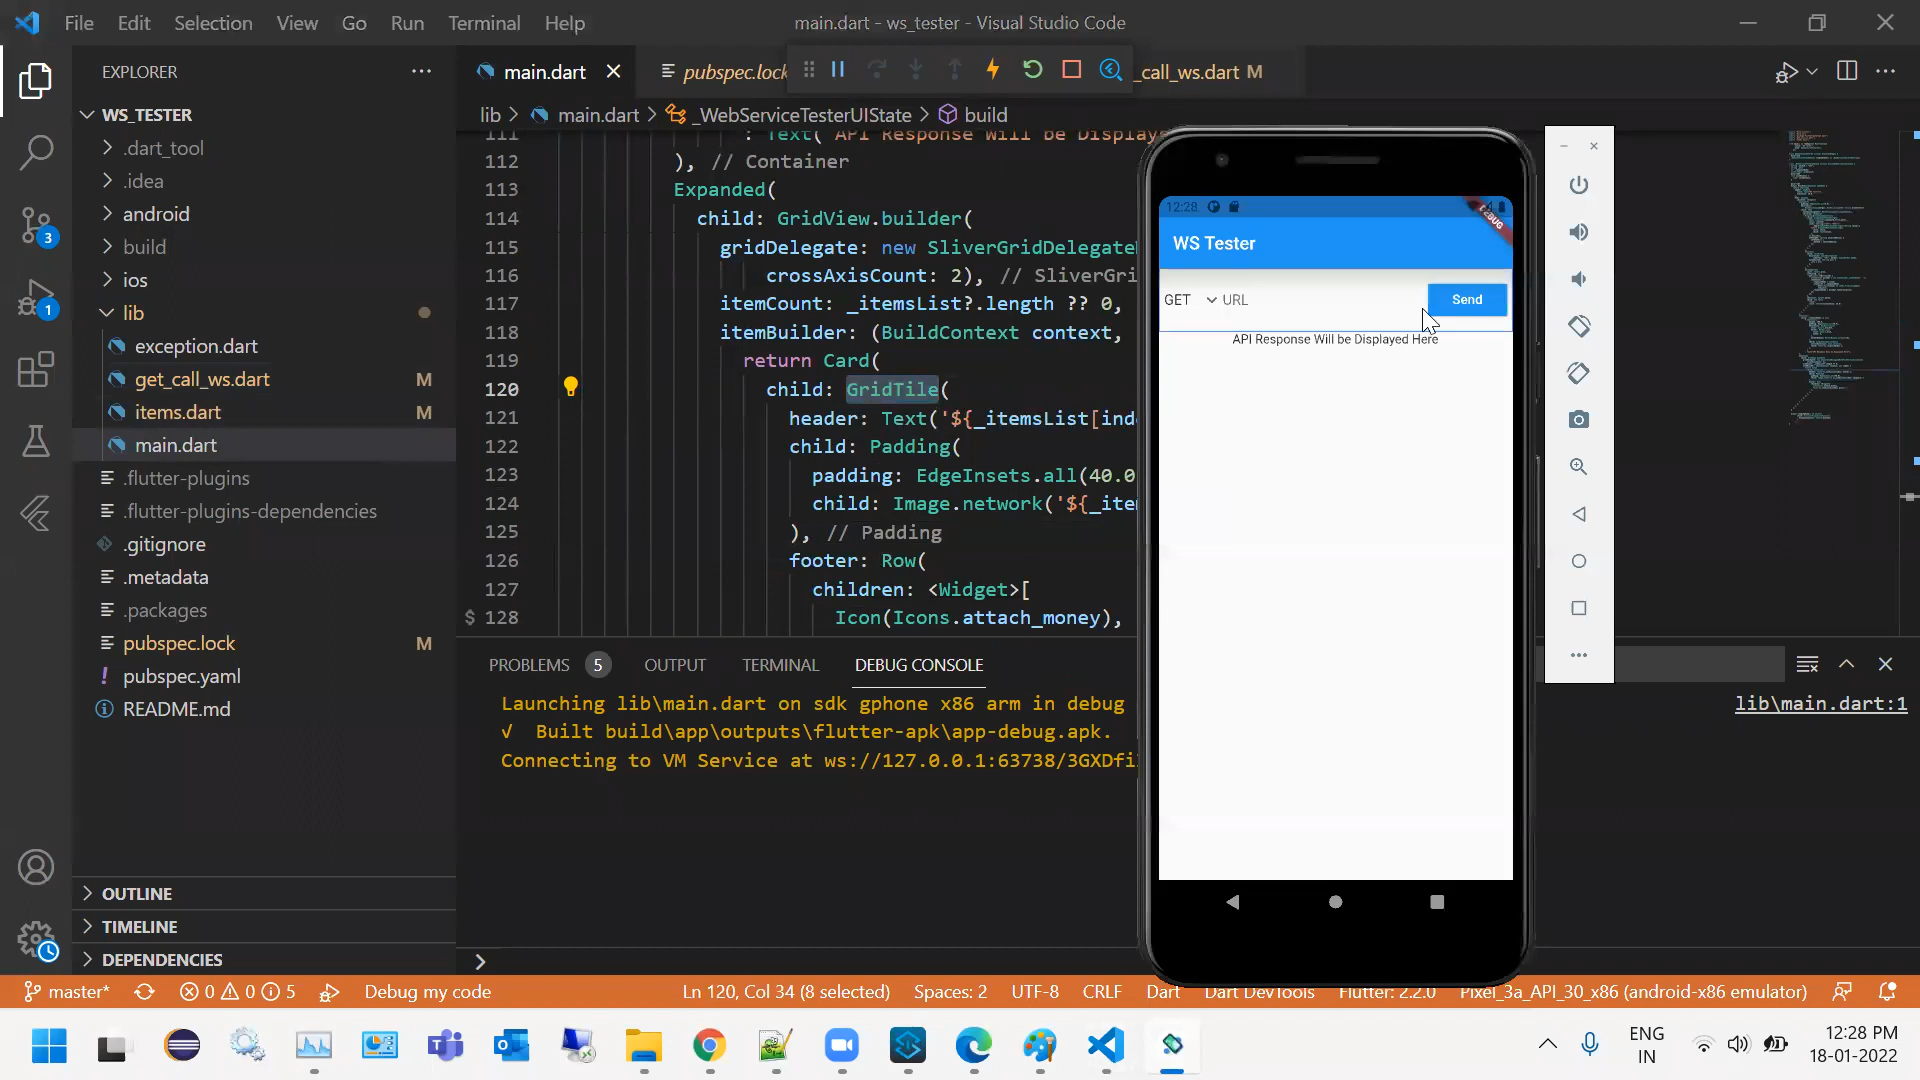 File Edit Selection View Go Run Terminal Help
main.dart - ws_tester - Visual Studio Code
EXPLORER
main.dart
pubspec.lock
_call_ws.dart M
WS_TESTER
lib > main.dart > _WebServiceTesterUIState > build
.dart_tool
.idea
android
build
ios
lib
exception.dart
get_call_ws.dart M
items.dart M
main.dart
.flutter-plugins
.flutter-plugins-dependencies
.gitignore
.metadata
.packages
pubspec.lock M
pubspec.yaml
README.md
OUTLINE
TIMELINE
DEPENDENCIES
3
1
111 : Text( API Response Will be Displaye
112 ), // Container
113 Expanded(
114 child: GridView.builder(
115 gridDelegate: new SliverGridDelegate
116 crossAxisCount: 2), // SliverGri
117 itemCount: _itemsList?.length ?? 0,
118 itemBuilder: (BuildContext context,
119 return Card(
120 child: GridTile(
121 header: Text('${_itemsList[ind
122 child: Padding(
123 padding: EdgeInsets.all(40.0
124 child: Image.network('${_ite
125 ), // Padding
126 footer: Row(
127 children: <Widget>[
$ 128 Icon(Icons.attach_money),
PROBLEMS 5 OUTPUT TERMINAL DEBUG CONSOLE
Launching lib\main.dart on sdk gphone x86 arm in debug
lib\main.dart:1
√ Built build\app\outputs\flutter-apk\app-debug.apk.
Connecting to VM Service at ws://127.0.0.1:63738/3GXDfi
12:28
DEBUG
WS Tester
GET URL Send
API Response Will be Displayed Here
master* 0 0 5 Debug my code
Ln 120, Col 34 (8 selected) Spaces: 2 UTF-8 CRLF Dart Dart DevTools Flutter: 2.2.0 Pixel_3a_API_30_x86 (android-x86 emulator)
ENG
IN
12:28 PM
18-01-2022